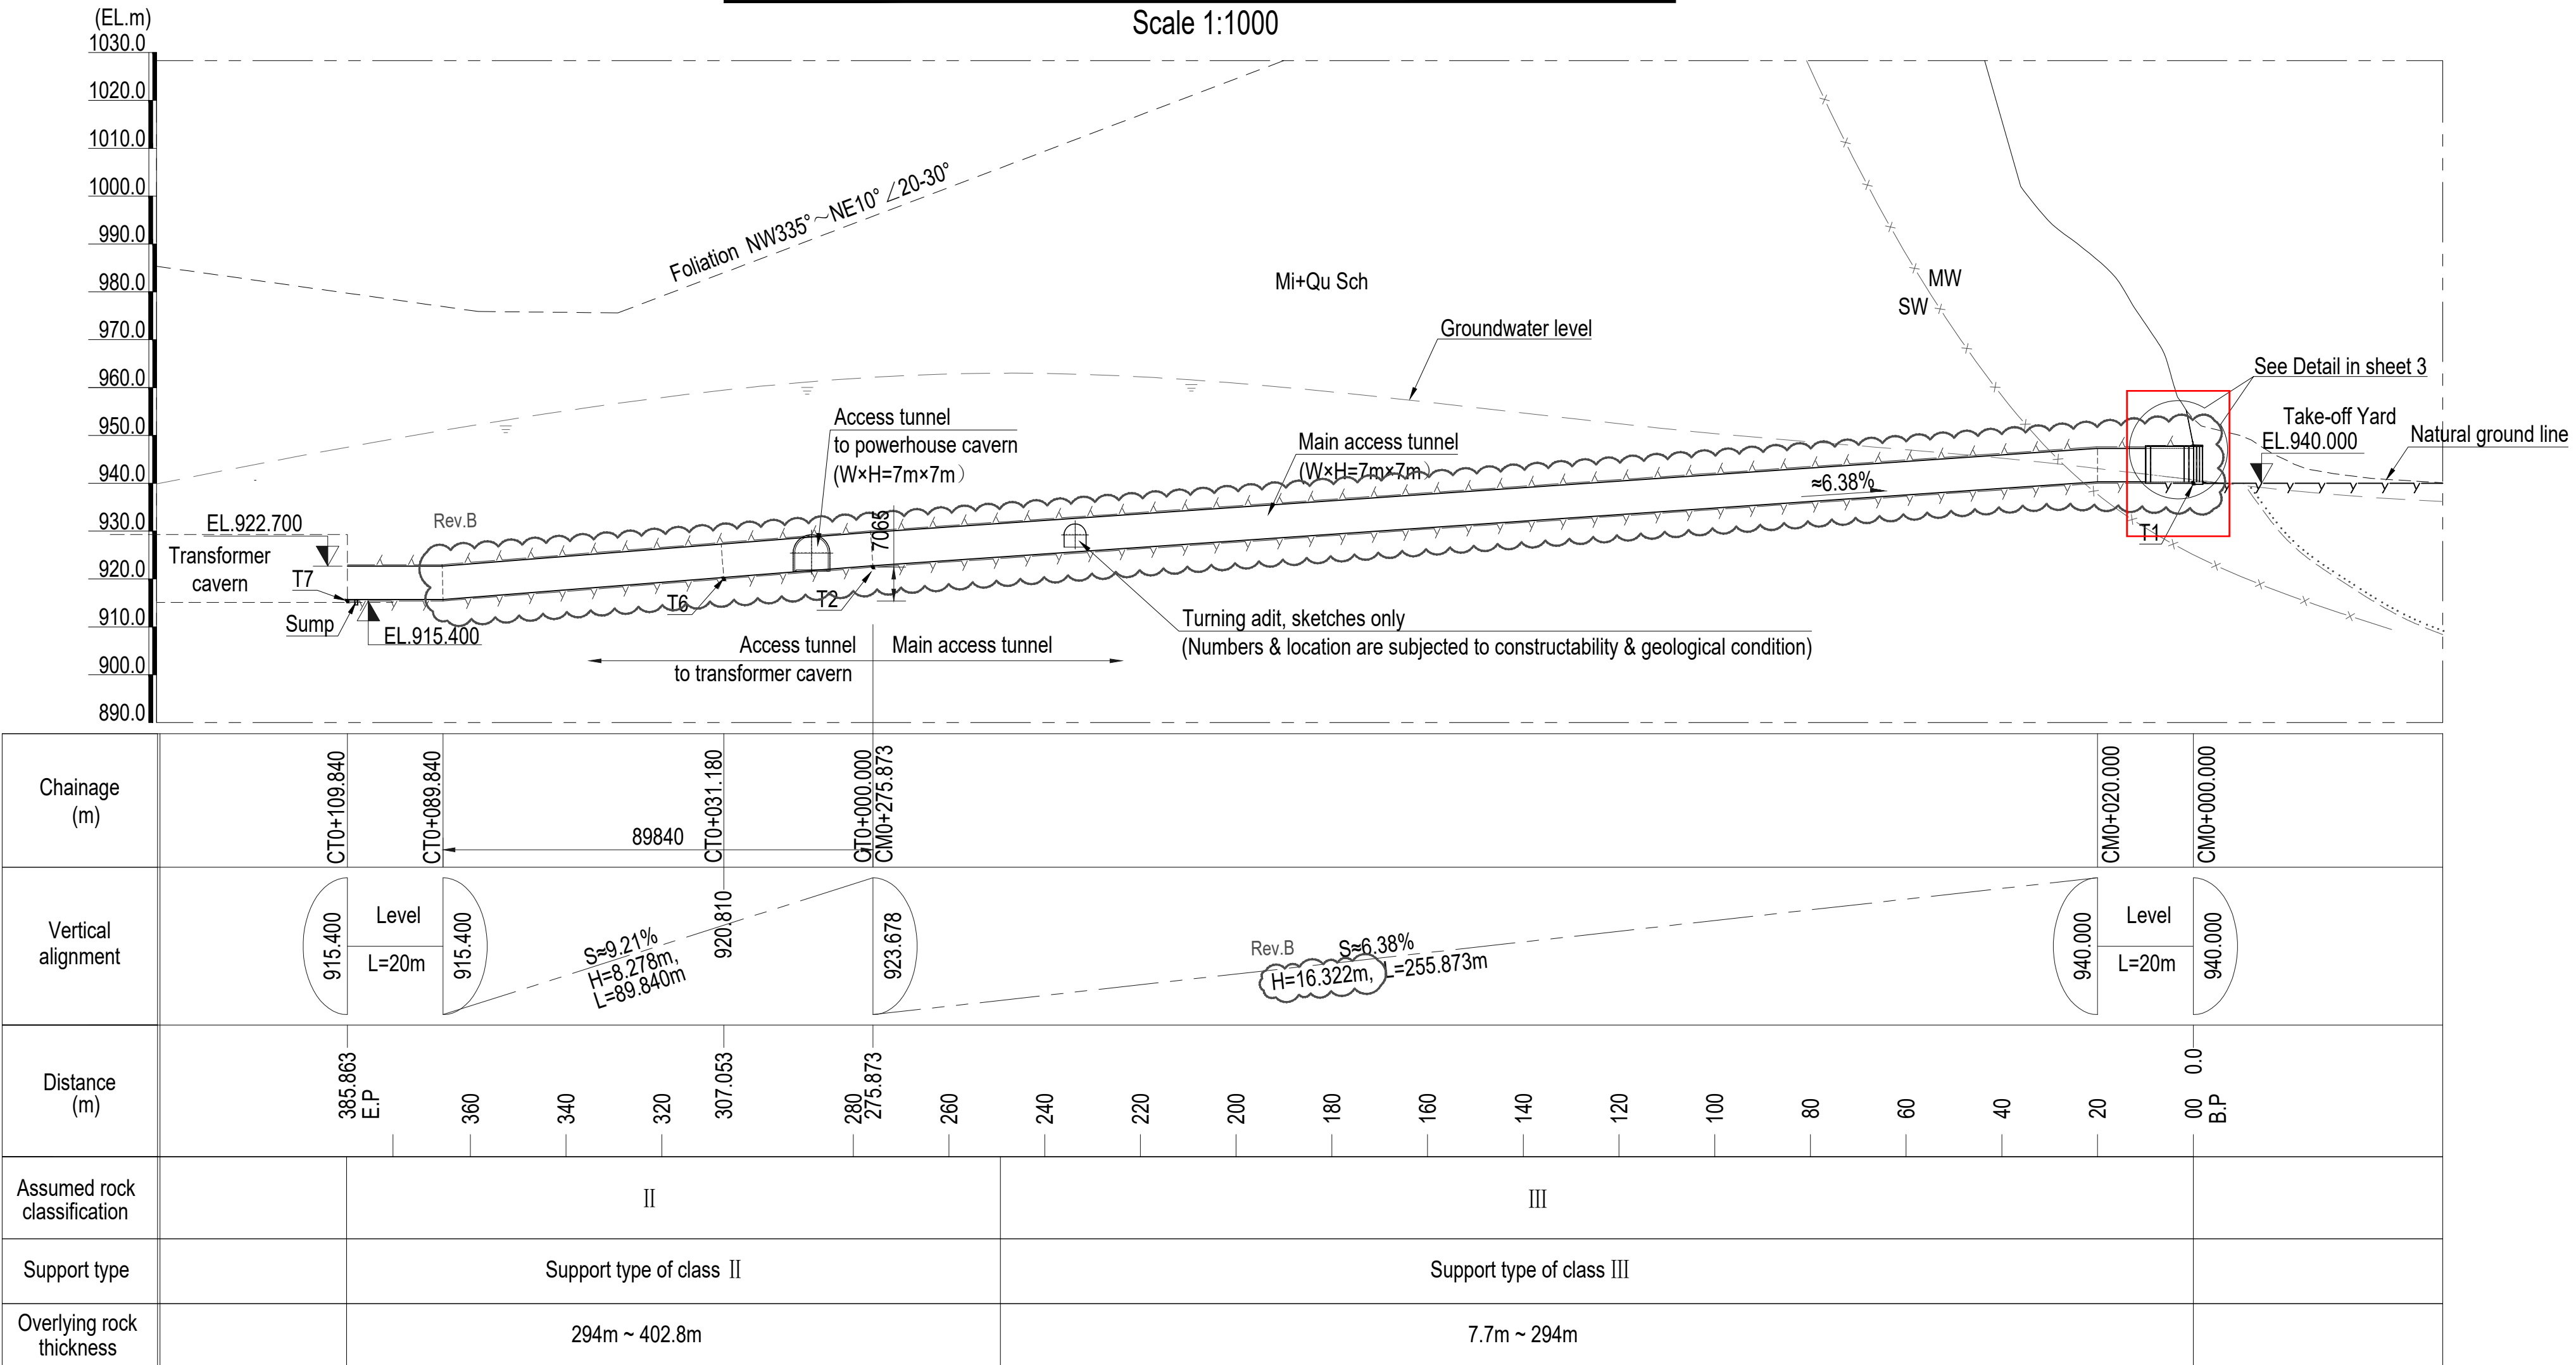 Scale 1:1000
(EL.m)
1030.0
1020.0
1010.0
1000.0
990.0
980.0
970.0
960.0
950.0
940.0
930.0
920.0
910.0
900.0
890.0
Foliation NW335°～NE10° ∠20-30°
Mi+Qu Sch
MW
SW
Groundwater level
See Detail in sheet 3
Take-off Yard
EL.940.000
Natural ground line
Access tunnel
to powerhouse cavern
(W×H=7m×7m）
Main access tunnel
(W×H=7m×7m）
≈6.38%
EL.922.700
Rev.B
7065
Transformer
cavern
T7
T6
T2
T1
Sump
EL.915.400
Turning adit, sketches only
(Numbers & location are subjected to constructability & geological condition)
Access tunnel
to transformer cavern
Main access tunnel
Chainage
(m)
CT0+109.840
CT0+089.840
89840
CT0+031.180
CT0+000.000
CM0+275.873
CM0+020.000
CM0+000.000
Vertical
alignment
915.400
Level
L=20m
915.400
S≈9.21%
H=8.278m,
L=89.840m
920.810
923.678
Rev.B
S≈6.38%
H=16.322m, L=255.873m
940.000
Level
L=20m
940.000
Distance
(m)
385.863
E.P
360
340
320
307.053
280
275.873
260
240
220
200
180
160
140
120
100
80
60
40
20
00 0.0
B.P
Assumed rock
classification
Ⅱ
Ⅲ
Support type
Support type of class Ⅱ
Support type of class Ⅲ
Overlying rock
thickness
294m ~ 402.8m
7.7m ~ 294m